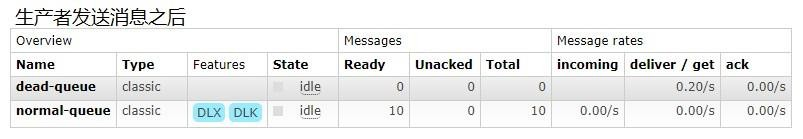 生产者发送消息之后
Overview Messages Message rates
Name Type Features State Ready Unacked Total incoming deliver / get ack
dead-queue classic idle 0 0 0 0.20/s 0.00/s
normal-queue classic DLX DLK idle 10 0 10 0.00/s 0.00/s 0.00/s